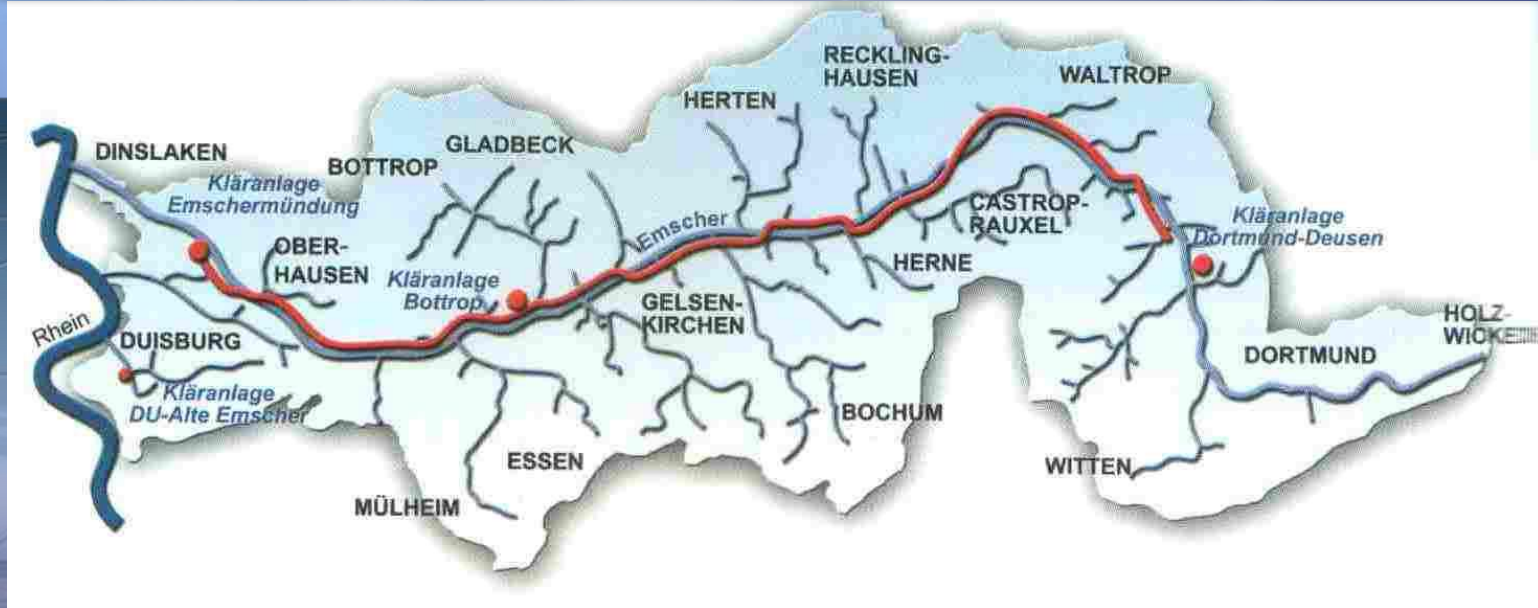 RECKLING-
HAUSEN
WALTROP
HERTEN
GLADBECK
DINSLAKEN
BOTTROP
Kläranlage
Emschermündung
Emscher
CASTROP-
RAUXEL
Kläranlage
Dortmund-Deusen
OBER-
HAUSEN
Kläranlage
Bottrop
HERNE
GELSEN-
KIRCHEN
Rhein
DUISBURG
HOLZ-
DORTMUND
Kläranlage
DU-Alte Emscher
BOCHUM
ESSEN
WITTEN
MÜLHEIM